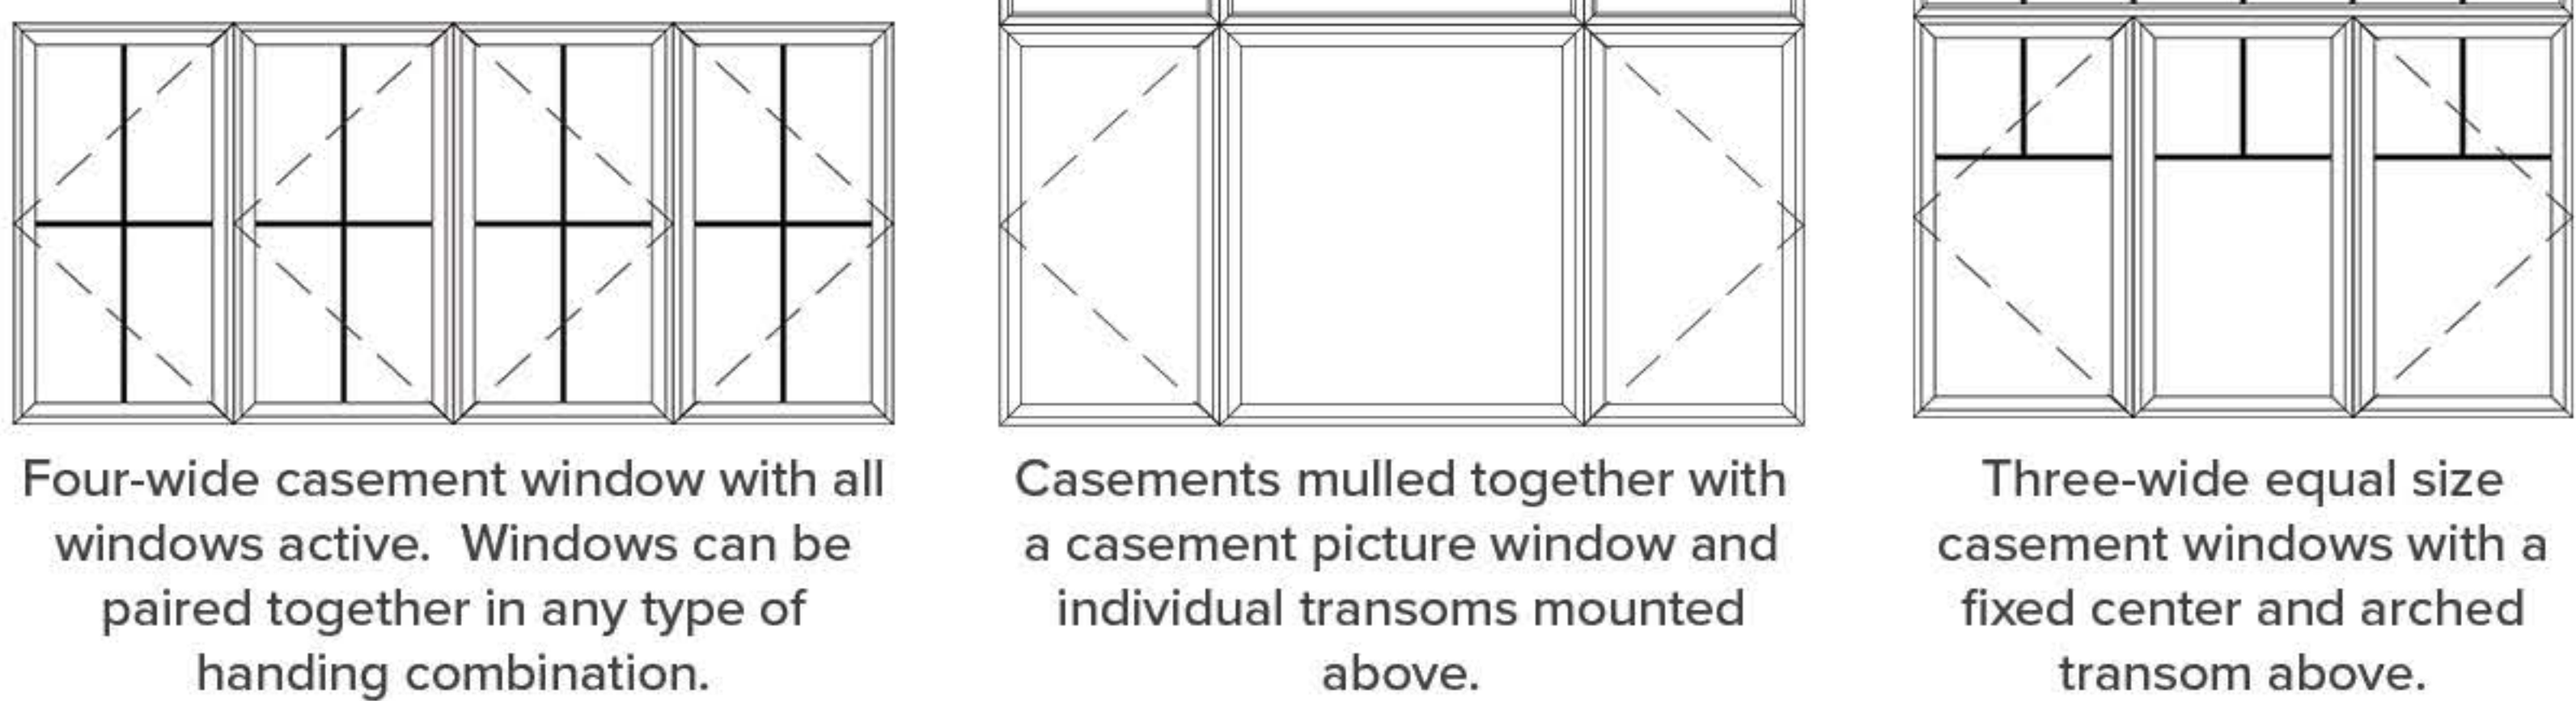 Four-wide casement window with all
windows active.  Windows can be
paired together in any type of
handing combination.
Casements mulled together with
a casement picture window and
individual transoms mounted
above.
Three-wide equal size
casement windows with a
fixed center and arched
transom above.